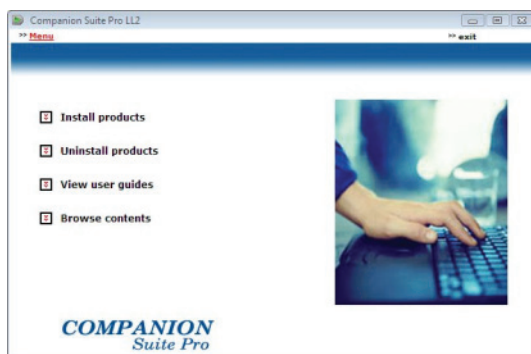 Companion Suite Pro LL2
>> Menu >> exit
Install products
Uninstall products
View user guides
Browse contents
COMPANION
Suite Pro